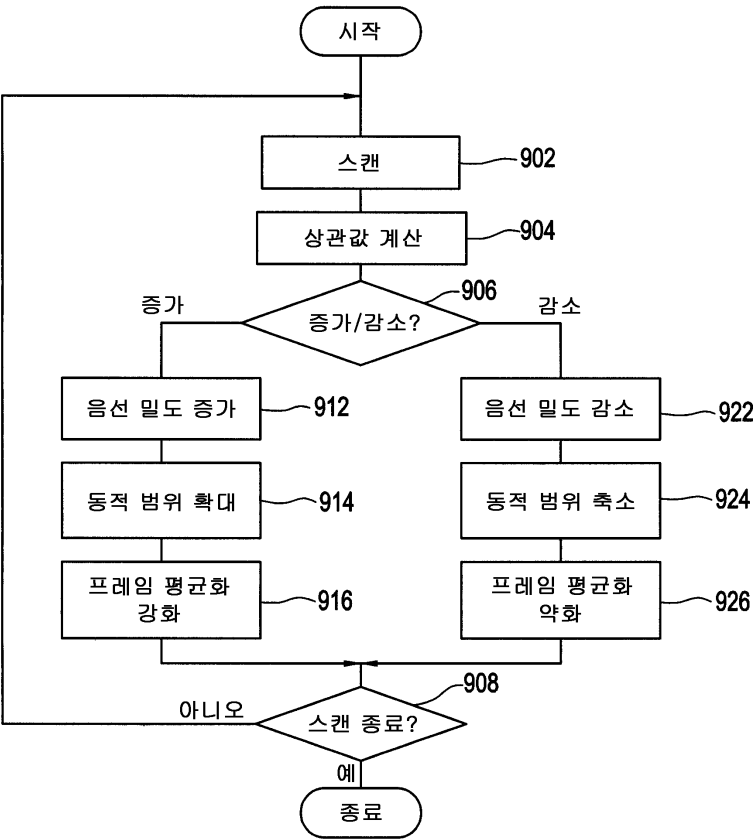 시작
스캔
902
상관값 계산
904
증가/감소?
906
증가
감소
음선 밀도 증가
912
음선 밀도 감소
922
동적 범위 확대
914
동적 범위 축소
924
프레임 평균화
강화
916
프레임 평균화
약화
926
스캔 종료?
908
아니오
예
종료